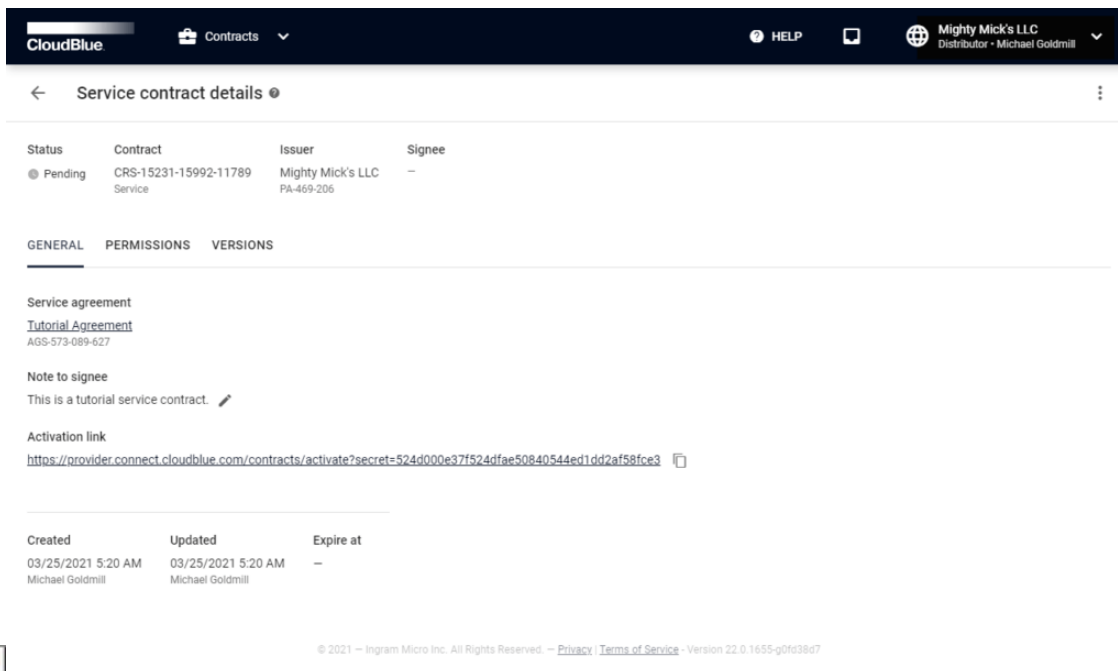 CloudBlue.
Contracts
HELP
Mighty Mick's LLC
Distributor • Michael Goldmill
Service contract details
Status
Contract
Issuer
Signee
Pending
CRS-15231-15992-11789
Mighty Mick's LLC
–
Service
PA-469-206
GENERAL
PERMISSIONS
VERSIONS
Service agreement
Tutorial Agreement
AGS-573-089-627
Note to signee
This is a tutorial service contract.
Activation link
https://provider.connect.cloudblue.com/contracts/activate?secret=524d000e37f524dfae50840544ed1dd2af58fce3
Created
Updated
Expire at
03/25/2021 5:20 AM
03/25/2021 5:20 AM
–
Michael Goldmill
Michael Goldmill
© 2021 – Ingram Micro Inc. All Rights Reserved. – Privacy | Terms of Service - Version 22.0.1655-g0fd38d7